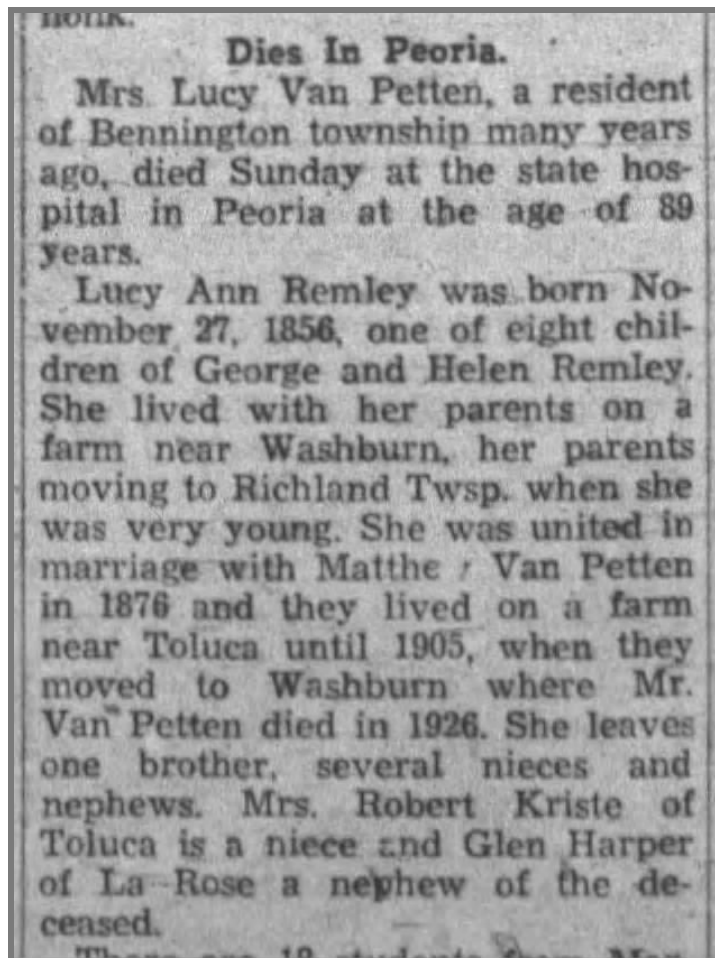 Dies In Peoria.
Mrs. Lucy Van Petten, a resident
of Bennington township many years
ago, died Sunday at the state hos-
pital in Peoria at the age of 89
years.
Lucy Ann Remley was born No-
vember 27, 1856, one of eight chil-
dren of George and Helen Remley.
She lived with her parents on a
farm near Washburn, her parents
moving to Richland Twsp. when she
was very young. She was united in
marriage with Matthe Van Petten
in 1876 and they lived on a farm
near Toluca until 1905, when they
moved to Washburn where Mr.
Van Petten died in 1926. She leaves
one brother, several nieces and
nephews. Mrs. Robert Kriste of
Toluca is a niece and Glen Harper
of La Rose a nephew of the de-
ceased.